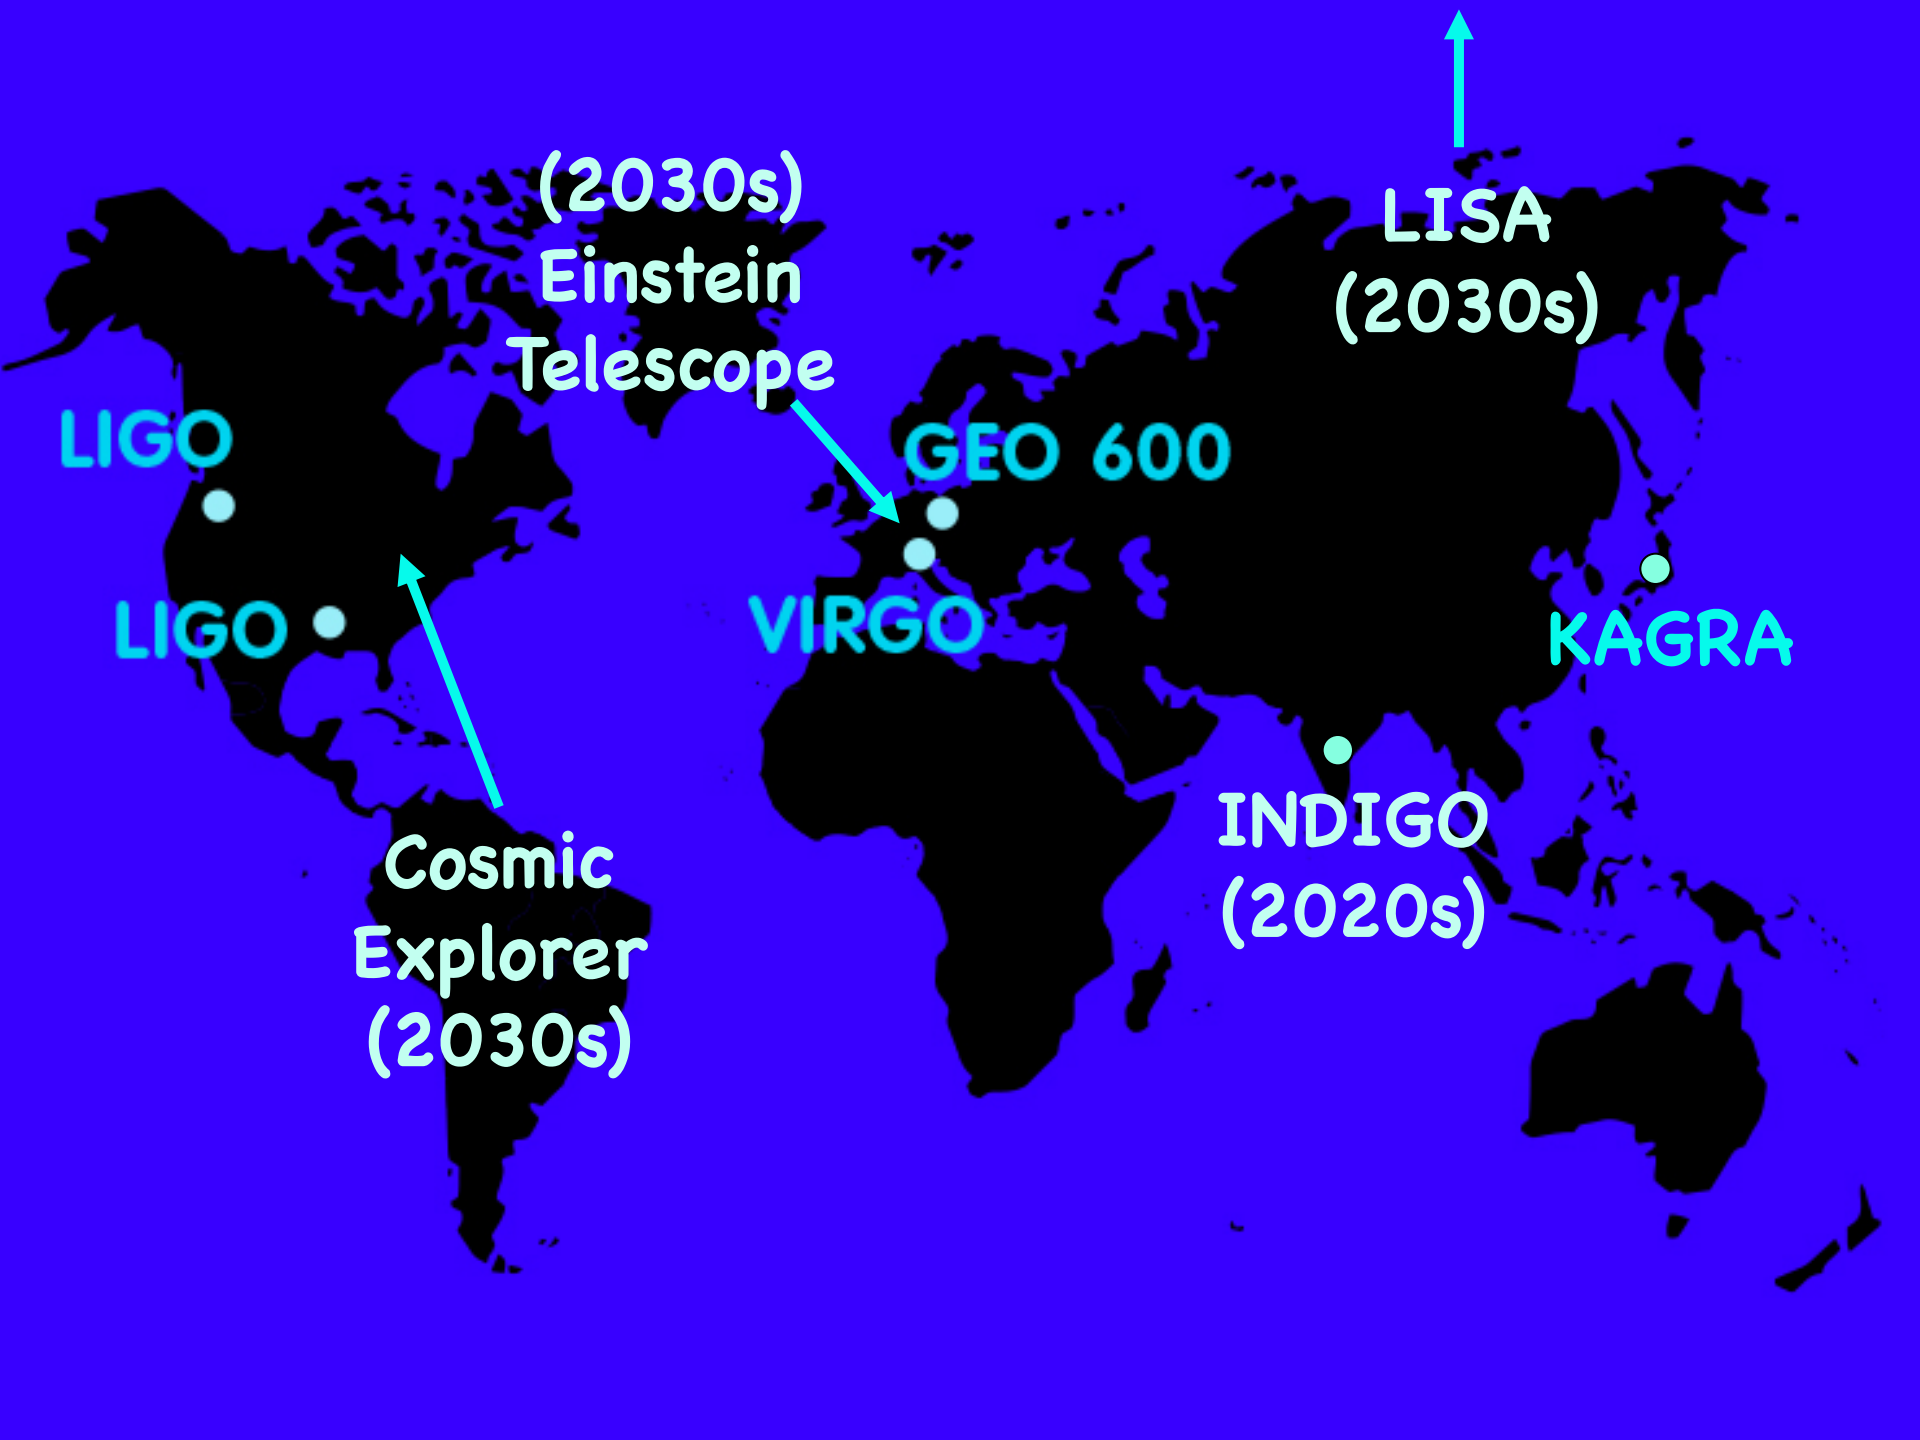 (2030s)
Einstein
Telescope
LISA
(2030s)
LIGO
GEO 600
LIGO
VIRGO
KAGRA
INDIGO
(2020s)
Cosmic
Explorer
(2030s)